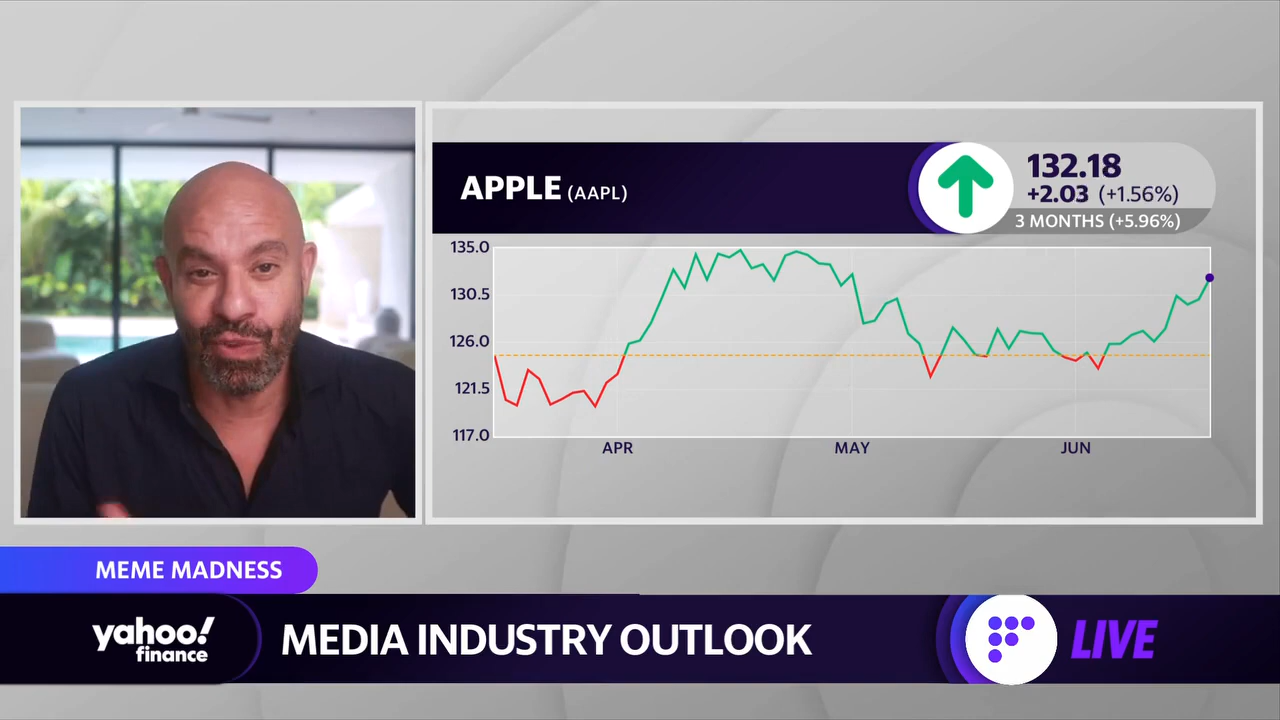 APPLE (AAPL)
132.18
+2.03 (+1.56%)
3 MONTHS (+5.96%)
135.0
130.5
126.0
121.5
117.0
APR MAY JUN
MEME MADNESS
yahoo!
finance
MEDIA INDUSTRY OUTLOOK
LIVE